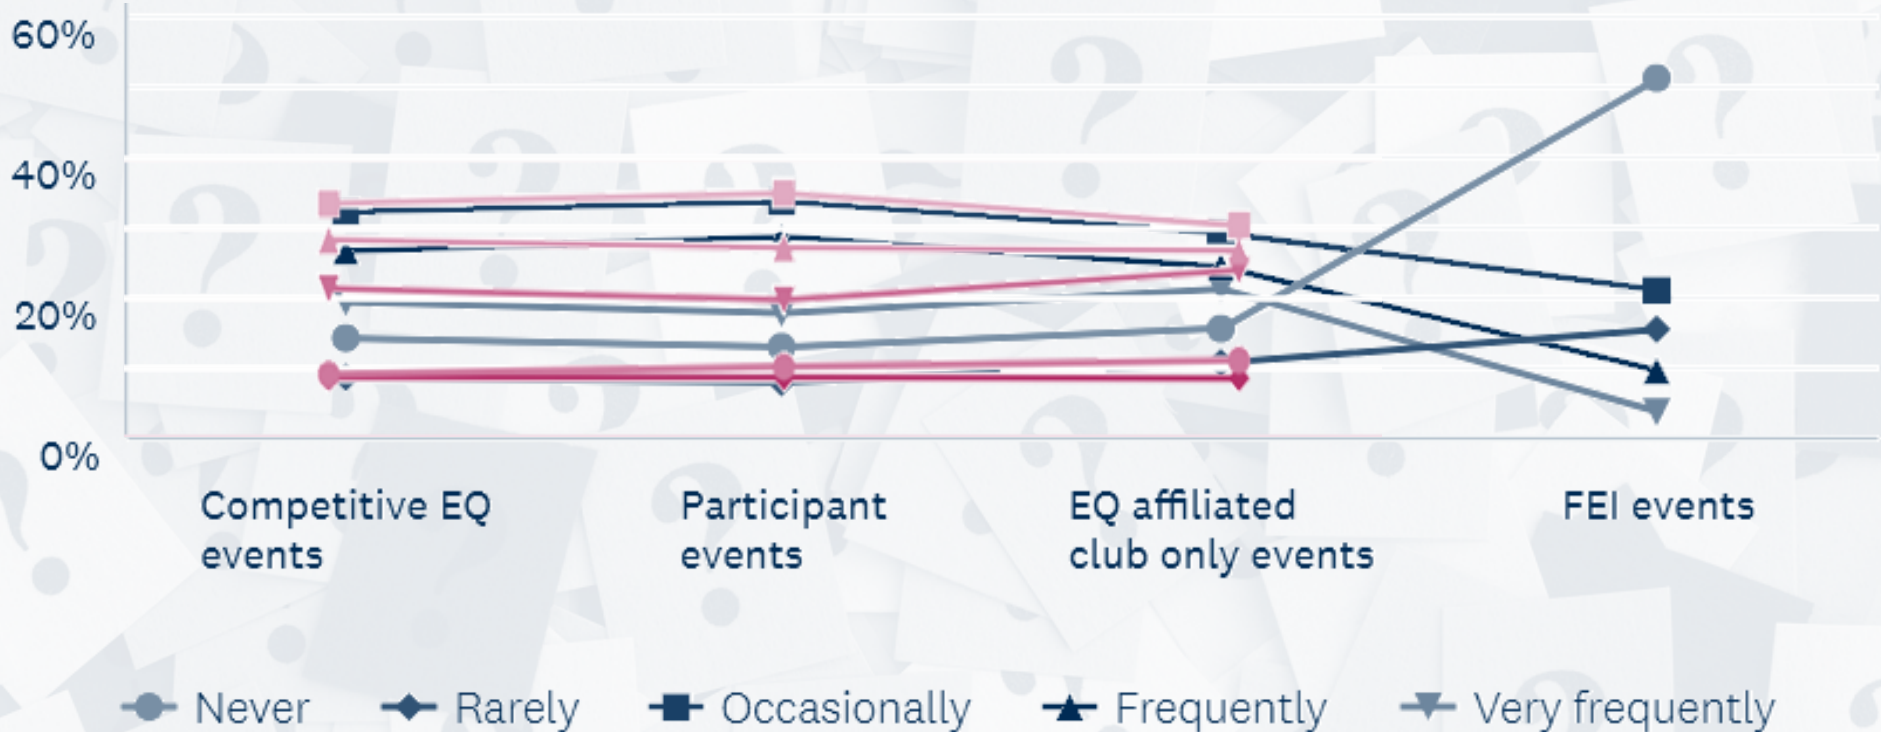 60%
40%
20%
0%
Competitive EQ
events
Participant
events
EQ affiliated
club only events
FEI events
Never
Rarely
Occasionally
Frequently
Very frequently